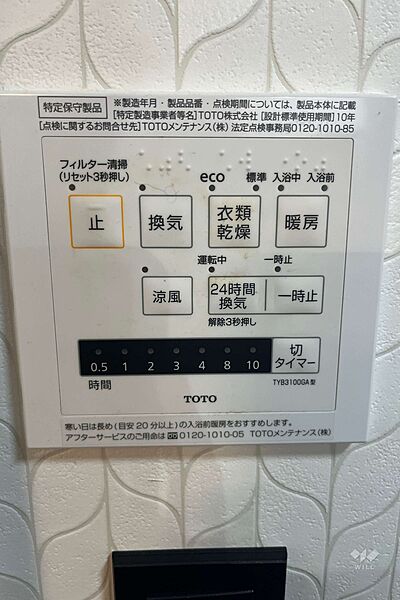 特定保守製品 ※製造年月・製品品番・点検期間については、製品本体に記載
[特定製造事業者等名]TOTO株式会社 [設計標準使用期間]10年
[点検に関するお問合せ先]TOTOメンテナンス(株) 法定点検事務局0120-1010-85
フィルター清掃
(リセット3秒押し) eco 標準 入浴中 入浴前
止 換気 衣類乾燥 暖房
運転中 一時止
涼風 24時間換気 一時止
解除3秒押し
0.5 1 2 3 4 8 10 切タイマー
時間 TYB3100GA型
TOTO
寒い日は長め(目安20分以上)の入浴前暖房をおすすめします。
アフターサービスのご用命は 0120-1010-05 TOTOメンテナンス(株)
WILL